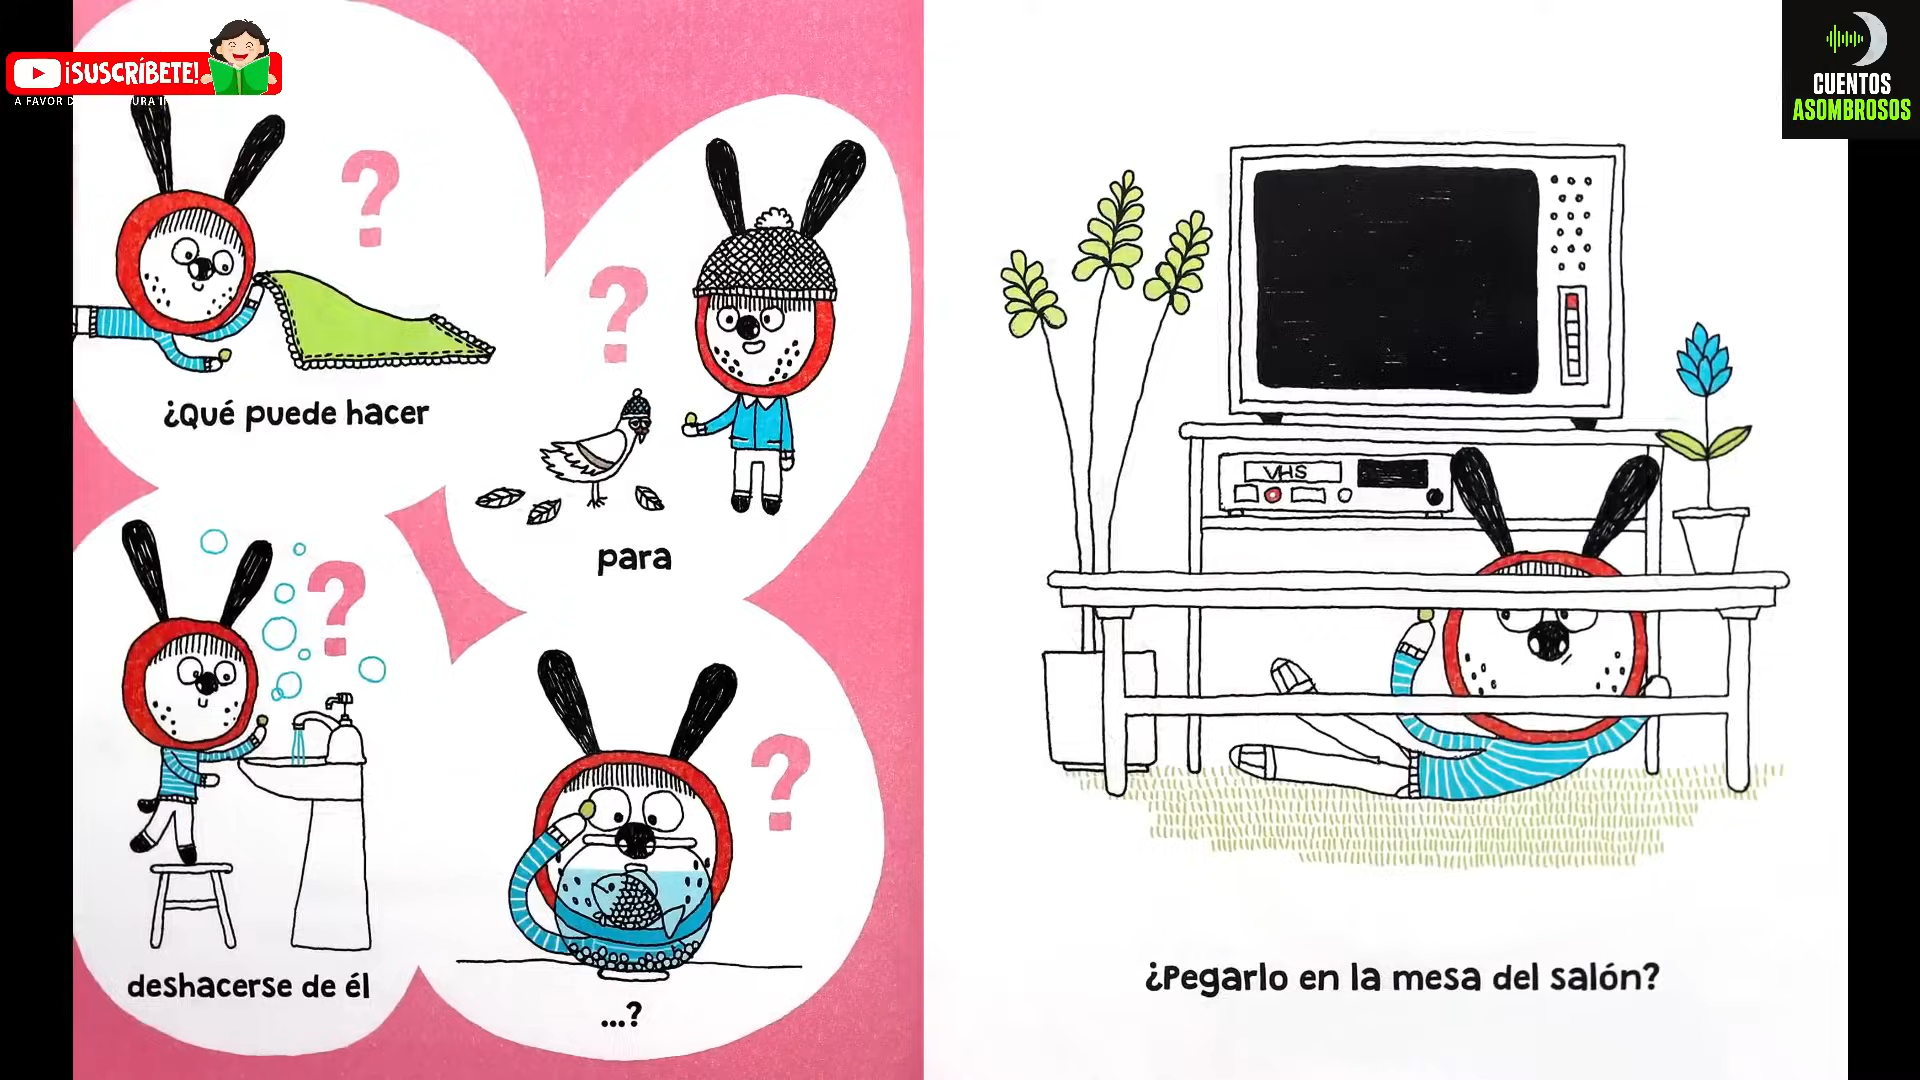 ¡SUSCRÍBETE!
CUENTOS
ASOMBROSOS
?
¿Qué puede hacer
?
para
?
deshacerse de él
?
...?
VHS
¿Pegarlo en la mesa del salón?